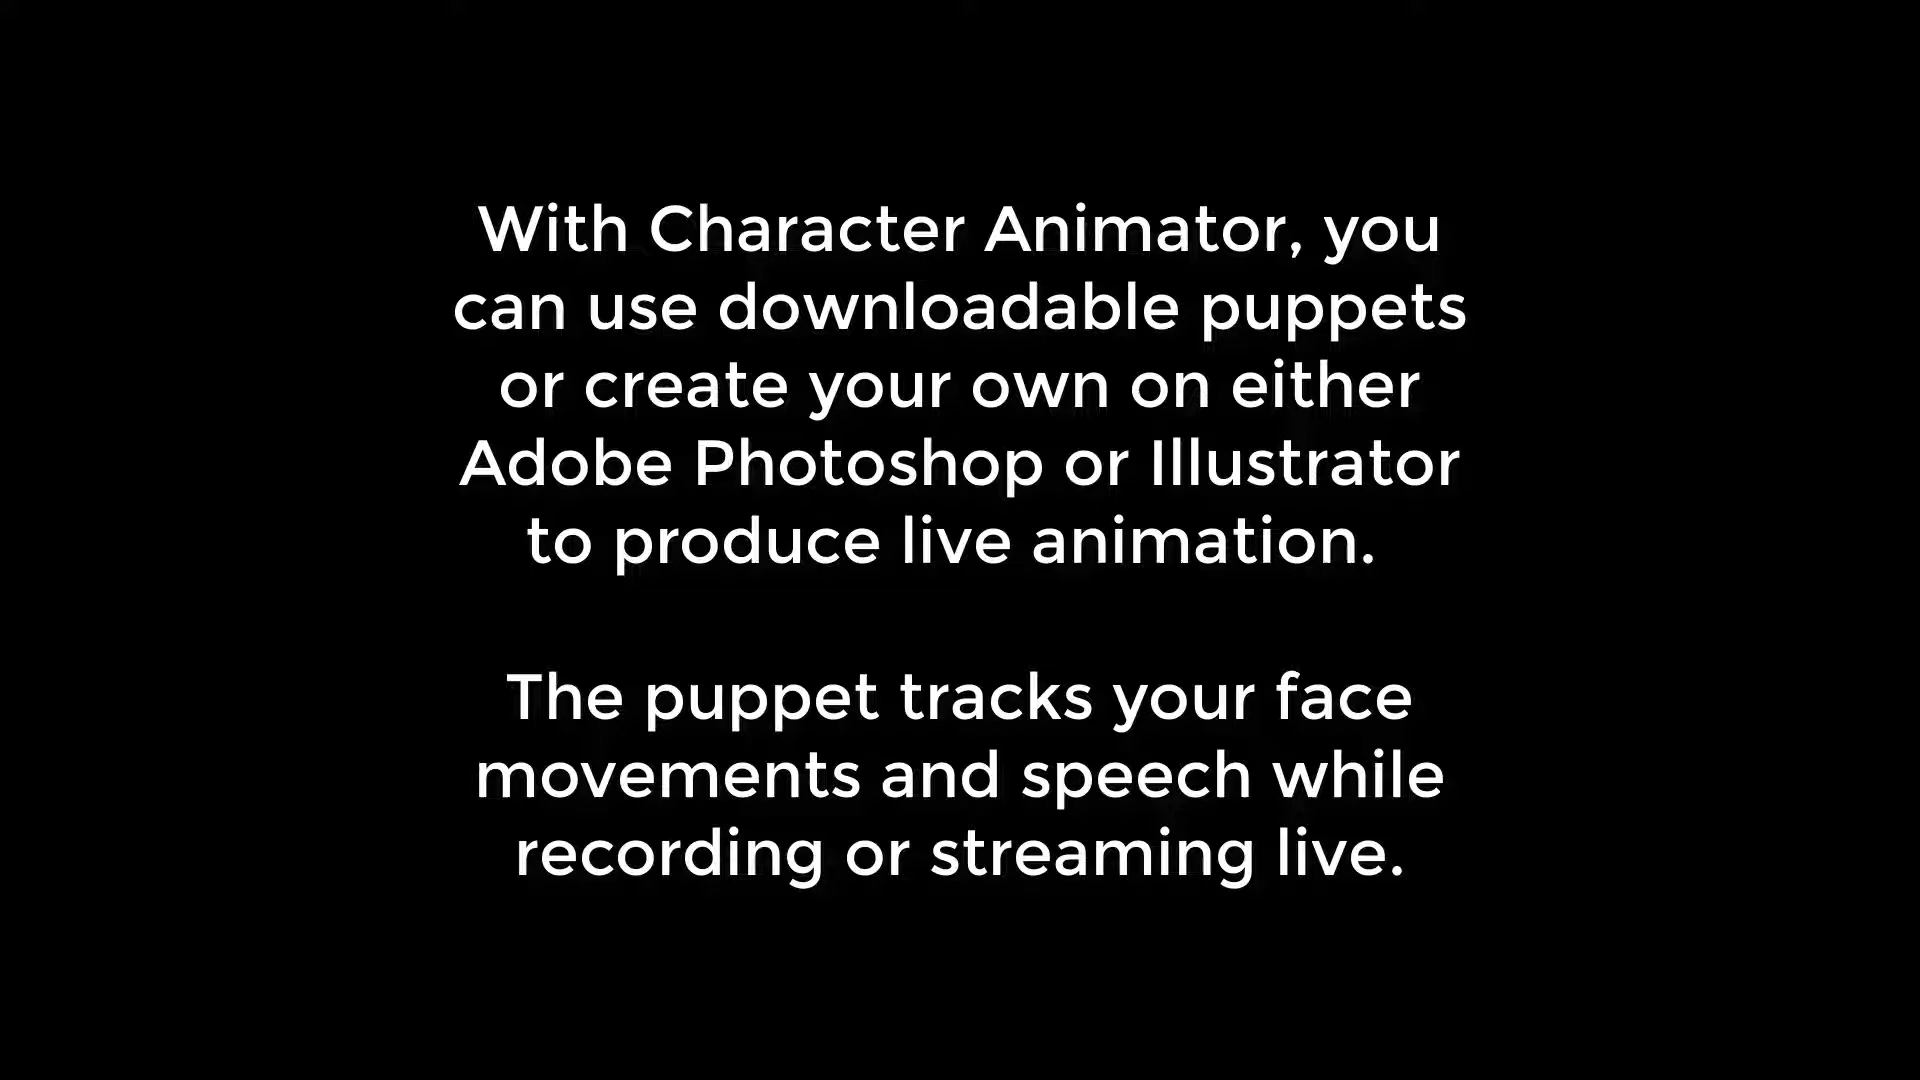 With Character Animator, you
can use downloadable puppets
or create your own on either
Adobe Photoshop or Illustrator
to produce live animation.
The puppet tracks your face
movements and speech while
recording or streaming live.